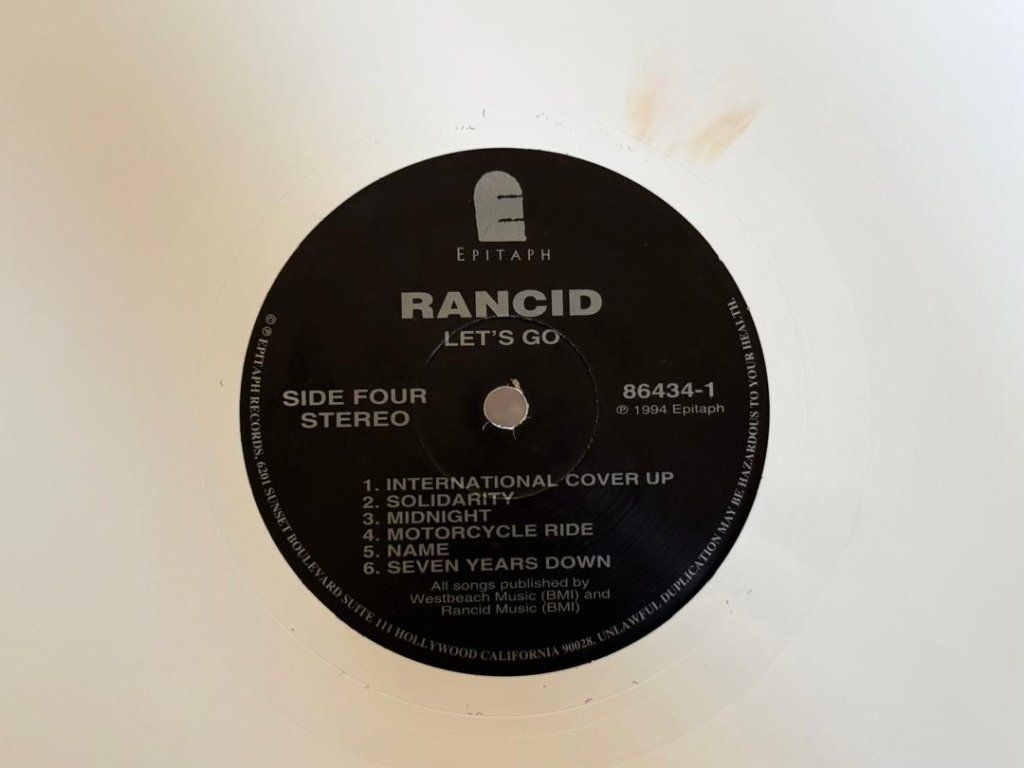 EPITAPH
RANCID
LET'S GO
SIDE FOUR
STEREO
86434-1
℗ 1994 Epitaph
1. INTERNATIONAL COVER UP
2. SOLIDARITY
3. MIDNIGHT
4. MOTORCYCLE RIDE
5. NAME
6. SEVEN YEARS DOWN
All songs published by
Westbeach Music (BMI) and
Rancid Music (BMI)
© ℗ EPITAPH RECORDS. 6201 SUNSET BOULEVARD SUITE 111 HOLLYWOOD CALIFORNIA 90028. UNLAWFUL DUPLICATION MAY BE HAZARDOUS TO YOUR HEALTH.